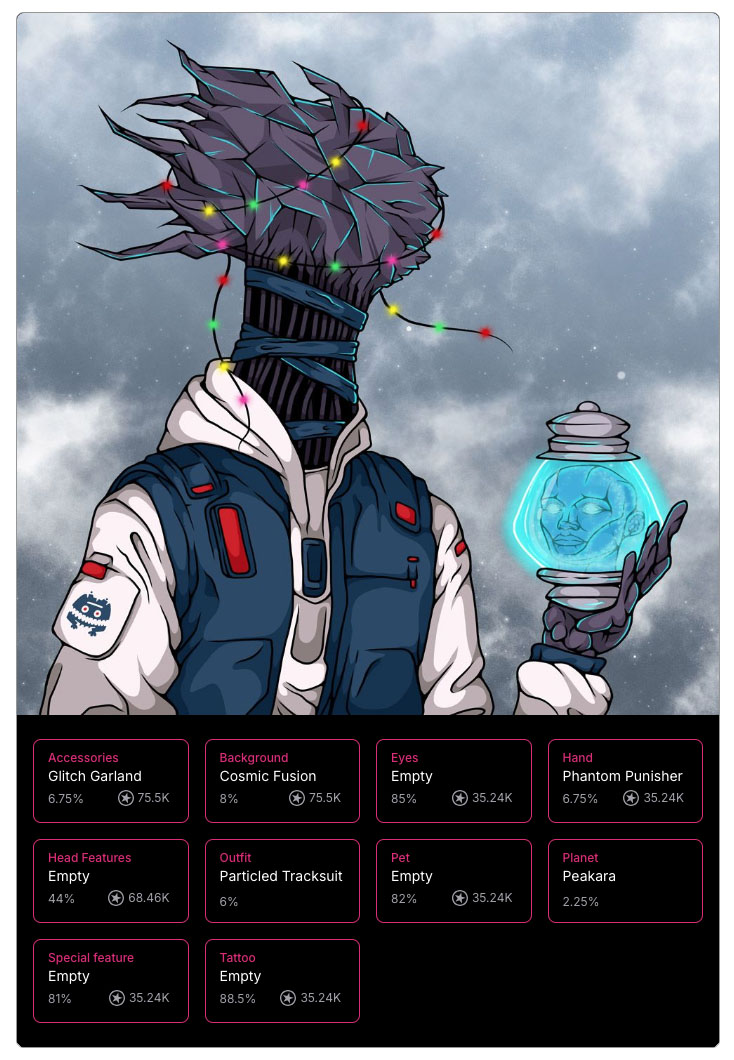 Accessories
Glitch Garland
6.75% 75.5K
Background
Cosmic Fusion
8% 75.5K
Eyes
Empty
85% 35.24K
Hand
Phantom Punisher
6.75% 35.24K
Head Features
Empty
44% 68.46K
Outfit
Particled Tracksuit
6%
Pet
Empty
82% 35.24K
Planet
Peakara
2.25%
Special feature
Empty
81% 35.24K
Tattoo
Empty
88.5% 35.24K